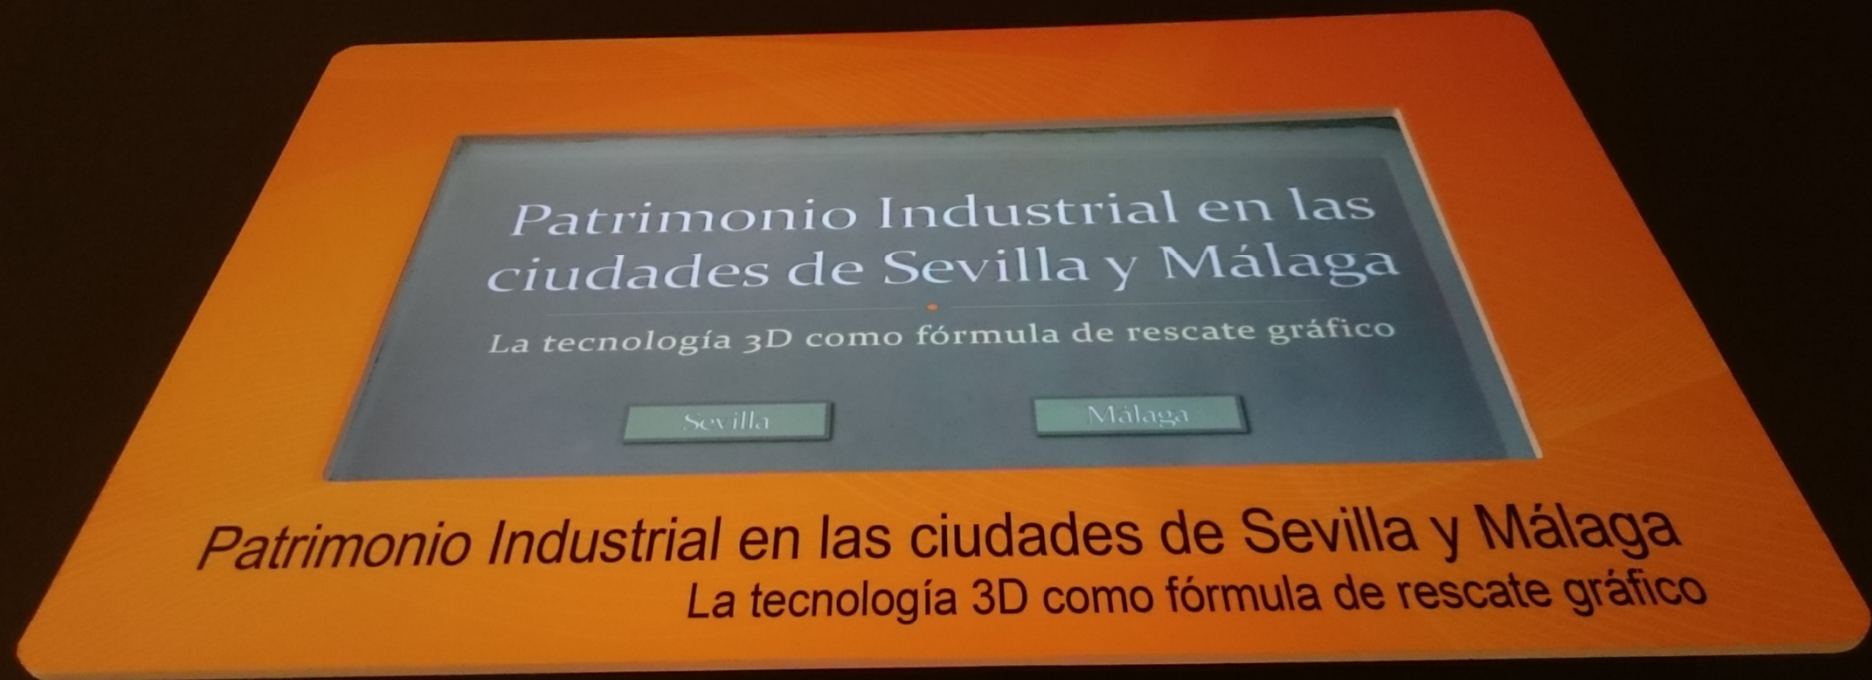 Patrimonio Industrial en las
ciudades de Sevilla y Málaga
La tecnología 3D como fórmula de rescate gráfico
Sevilla
Málaga
Patrimonio Industrial en las ciudades de Sevilla y Málaga
La tecnología 3D como fórmula de rescate gráfico